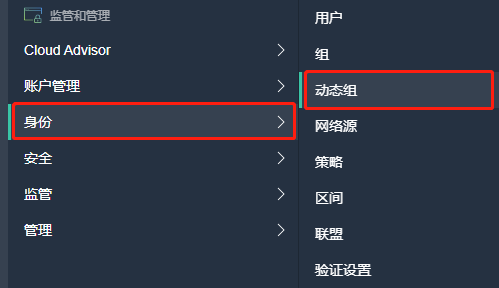 监管和管理
Cloud Advisor
账户管理
身份
安全
监管
管理
用户
组
动态组
网络源
策略
区间
联盟
验证设置